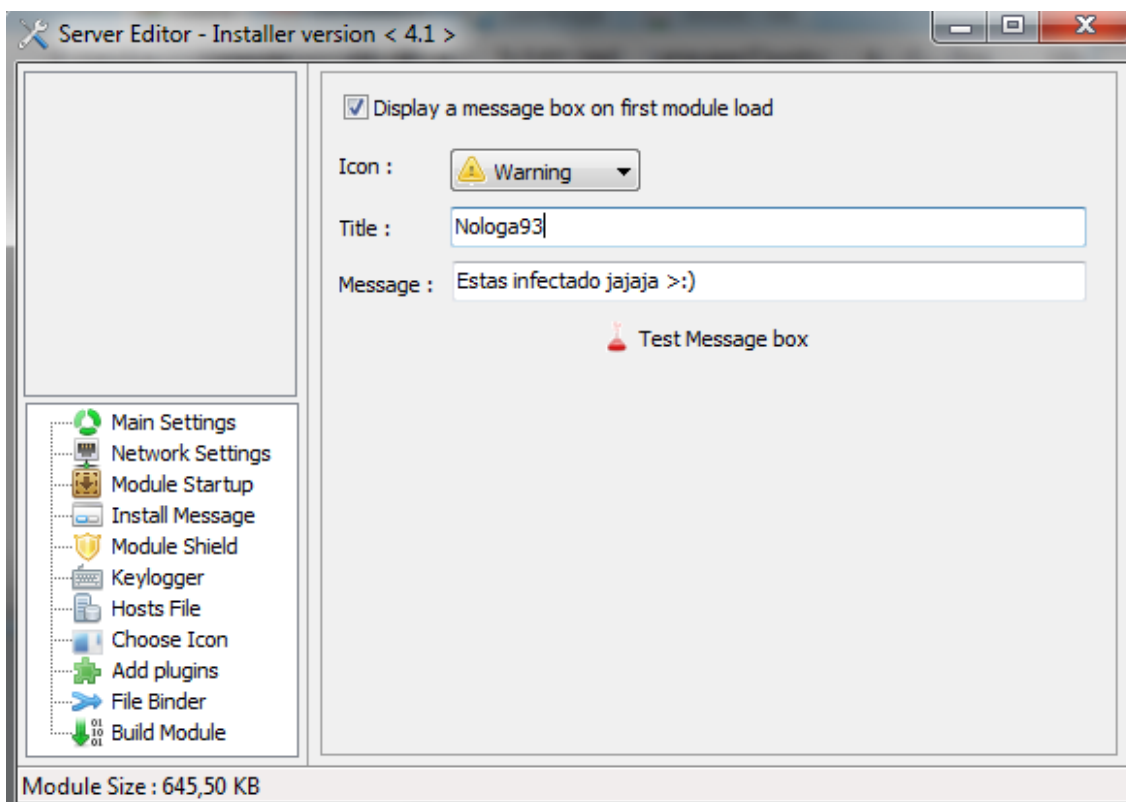 Server Editor - Installer version < 4.1 >
Display a message box on first module load
Icon :
Warning
Title :
Nologa93
Message :
Estas infectado jajaja >:)
Test Message box
Main Settings
Network Settings
Module Startup
Install Message
Module Shield
Keylogger
Hosts File
Choose Icon
Add plugins
File Binder
Build Module
Module Size : 645,50 KB